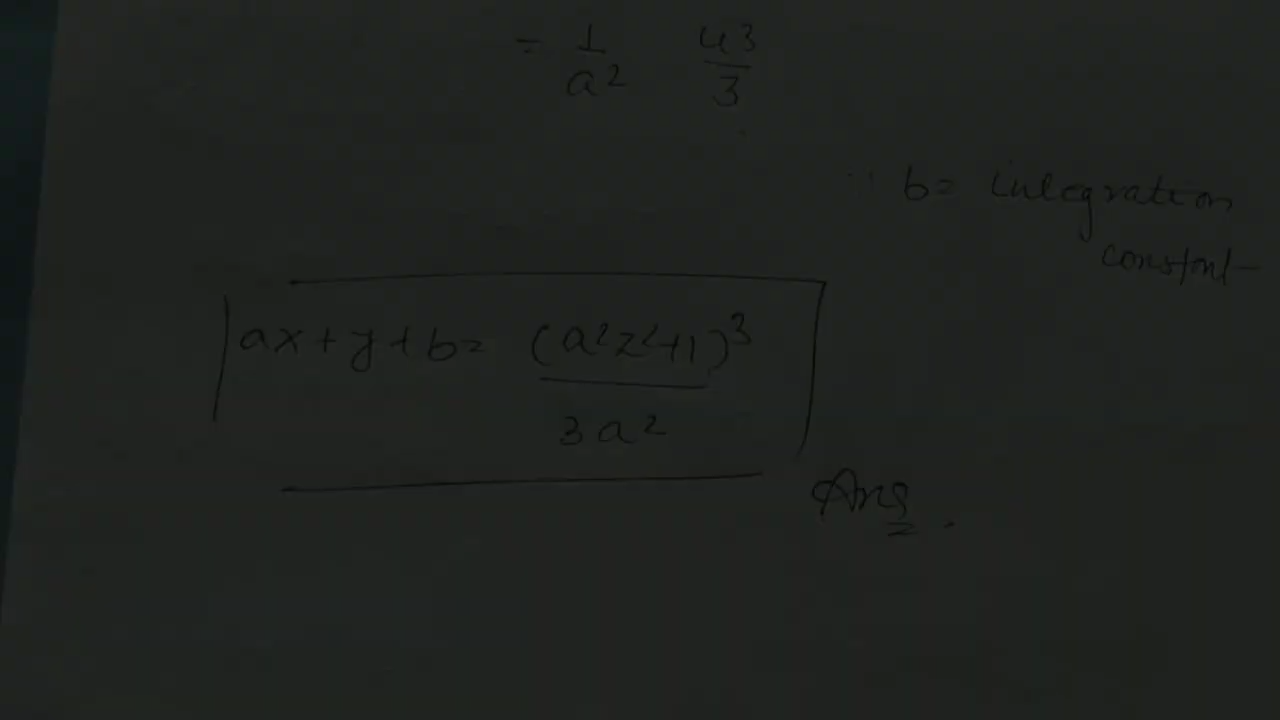 = 1/a² u³/3
∵ b = integration
constant
ax + y + b = (a²z²+1)³ / 3a²
Ans.